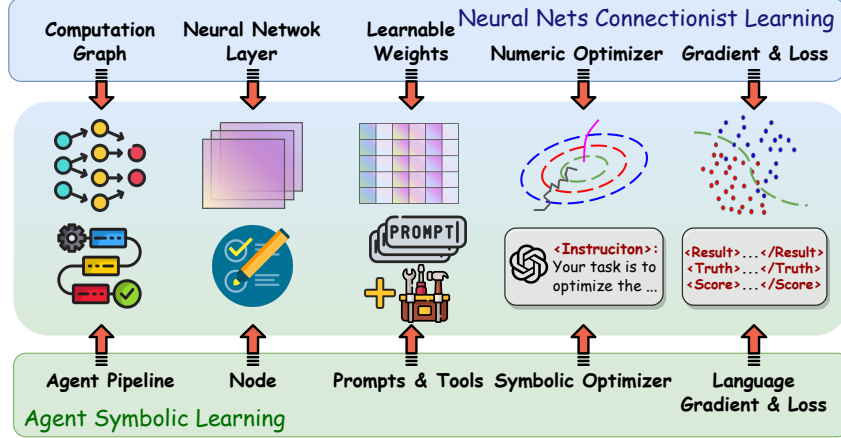 Neural Nets Connectionist Learning
Computation
Graph
Neural Netwok
Layer
Learnable
Weights
Numeric Optimizer
Gradient & Loss
PROMPT
<Instruciton>:
Your task is to
optimize the ...
<Result>...</Result>
<Truth>...</Truth>
<Score>...</Score>
Agent Pipeline
Node
Prompts & Tools
Symbolic Optimizer
Language
Gradient & Loss
Agent Symbolic Learning